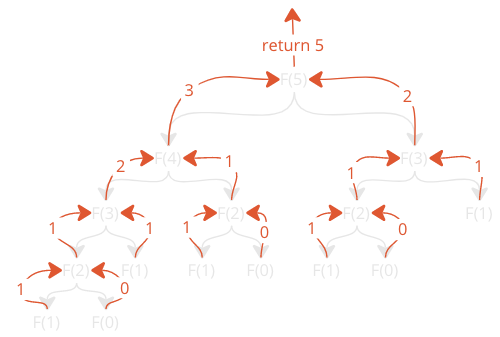 return 5
F(5)
3
2
F(4)
F(3)
2
1
1
1
F(3)
F(2)
F(2)
F(1)
1
1
1
0
1
0
F(2)
F(1)
F(1)
F(0)
F(1)
F(0)
1
0
F(1)
F(0)